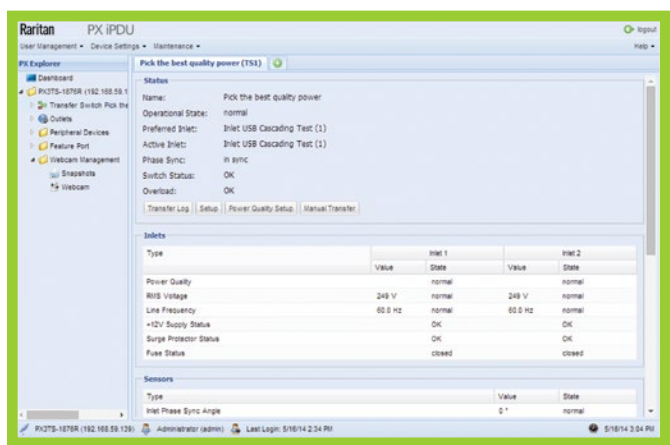 Raritan PX iPDU logout
User Management Device Settings Maintenance Help
PX Explorer
Dashboard
PX3TS-1876R (192.168.59.1
Transfer Switch Pick the
Outlets
Peripheral Devices
Feature Port
Webcam Management
Snapshots
Webcam
Pick the best quality power (TS1)
Status
Name: Pick the best quality power
Operational State: normal
Preferred Inlet: Inlet USB Cascading Test (1)
Active Inlet: Inlet USB Cascading Test (1)
Phase Sync: in sync
Switch Status: OK
Overload: OK
Transfer Log Setup Power Quality Setup Manual Transfer
Inlets
Type Inlet 1 Inlet 2
Value State Value State
Power Quality normal normal
RMS Voltage 249 V normal 249 V normal
Line Frequency 60.0 Hz normal 60.0 Hz normal
+12V Supply Status OK OK
Surge Protector Status OK OK
Fuse Status closed closed
Sensors
Type Value State
Inlet Phase Sync Angle 0 ° normal
PX3TS-1876R (192.168.59.139) Administrator (admin) Last Login: 5/16/14 2:34 PM 5/16/14 3:04 PM